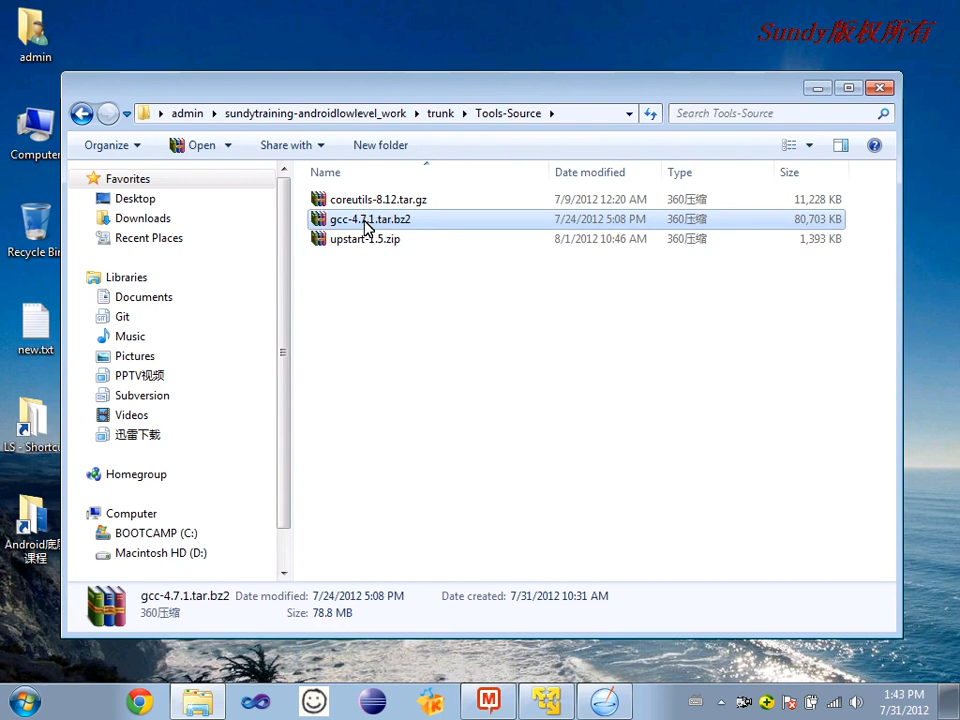 Sundy版权所有
admin
Computer
Recycle Bin
new.txt
LS - Shortcu
Android底
课程
admin
sundytraining-androidlowlevel_work
trunk
Tools-Source
Search Tools-Source
Organize
Open
Share with
New folder
Name
Date modified
Type
Size
coreutils-8.12.tar.gz 7/9/2012 12:20 AM 360压缩 11,228 KB
gcc-4.7.1.tar.bz2 7/24/2012 5:08 PM 360压缩 80,703 KB
upstart-1.5.zip 8/1/2012 10:46 AM 360压缩 1,393 KB
Favorites
Desktop
Downloads
Recent Places
Libraries
Documents
Git
Music
Pictures
PPTV视频
Subversion
Videos
迅雷下载
Homegroup
Computer
BOOTCAMP (C:)
Macintosh HD (D:)
gcc-4.7.1.tar.bz2 Date modified: 7/24/2012 5:08 PM Date created: 7/31/2012 10:31 AM
360压缩 Size: 78.8 MB
1:43 PM
7/31/2012